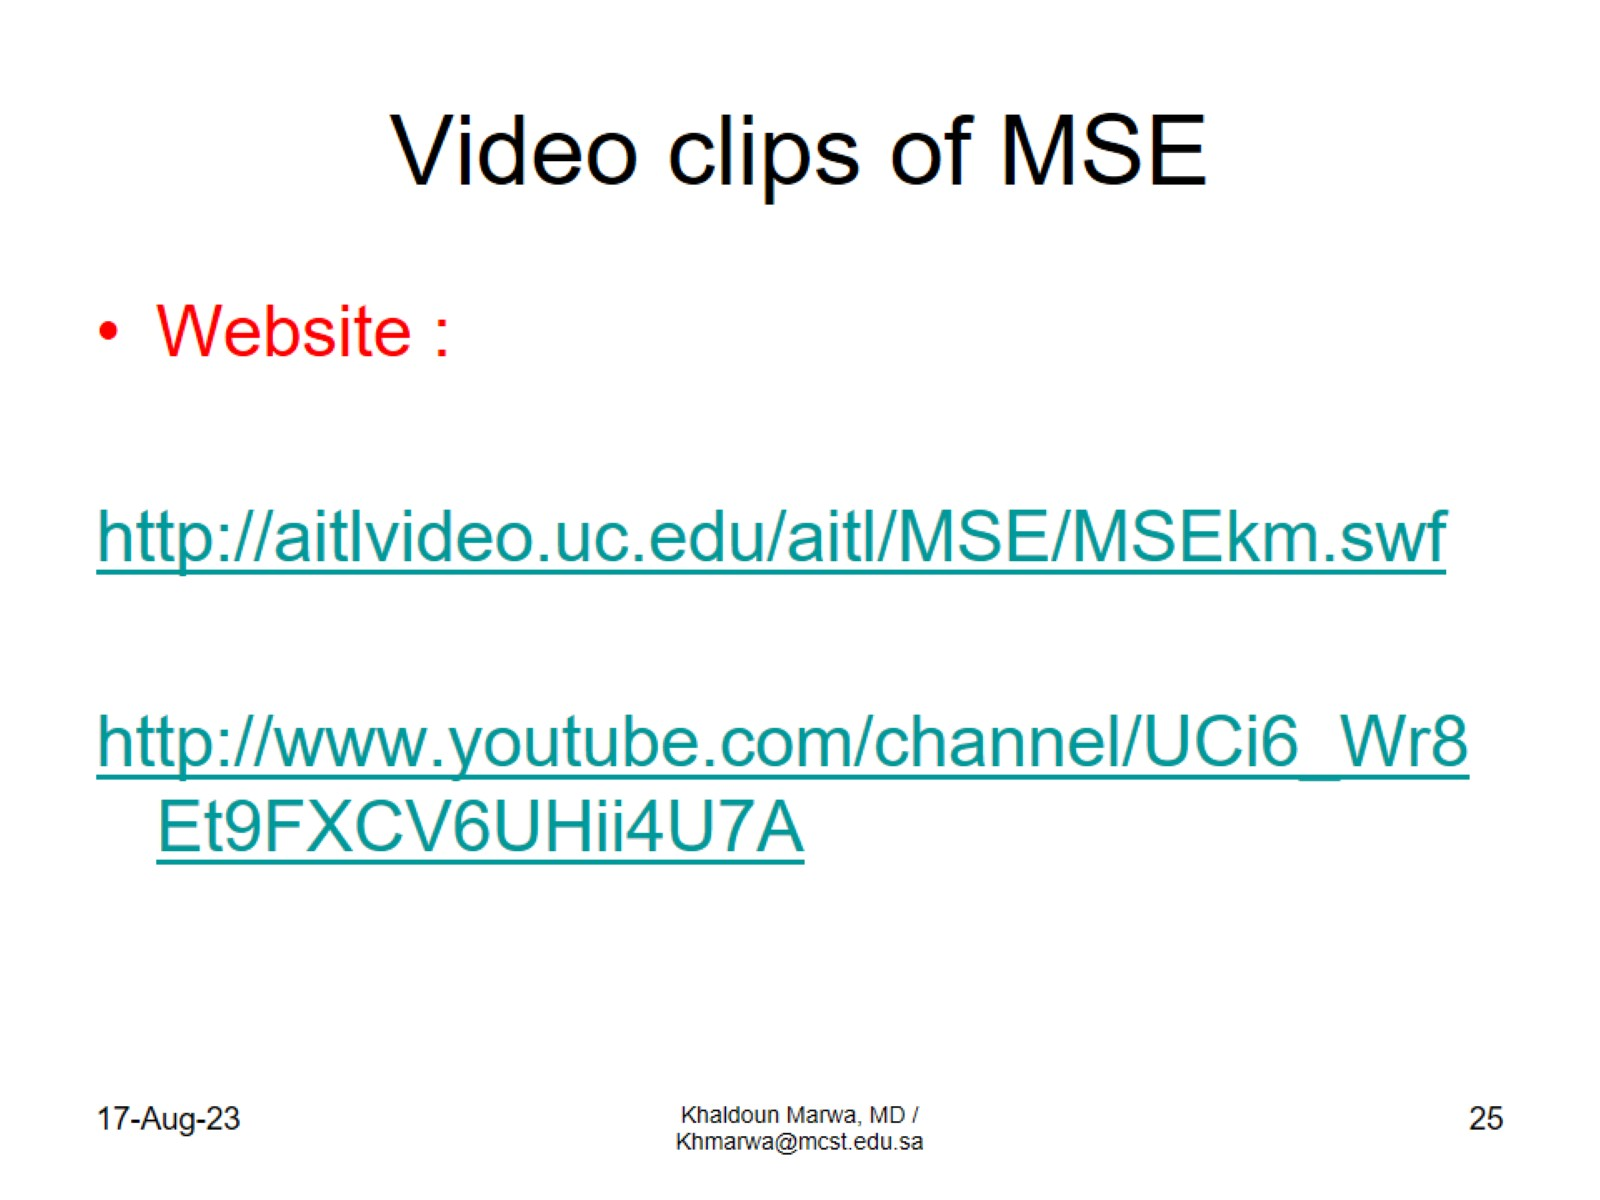 Video clips of MSE
• Website :
http://aitlvideo.uc.edu/aitl/MSE/MSEkm.swf
http://www.youtube.com/channel/UCi6_Wr8
Et9FXCV6UHii4U7A
17-Aug-23
Khaldoun Marwa, MD /
Khmarwa@mcst.edu.sa
25